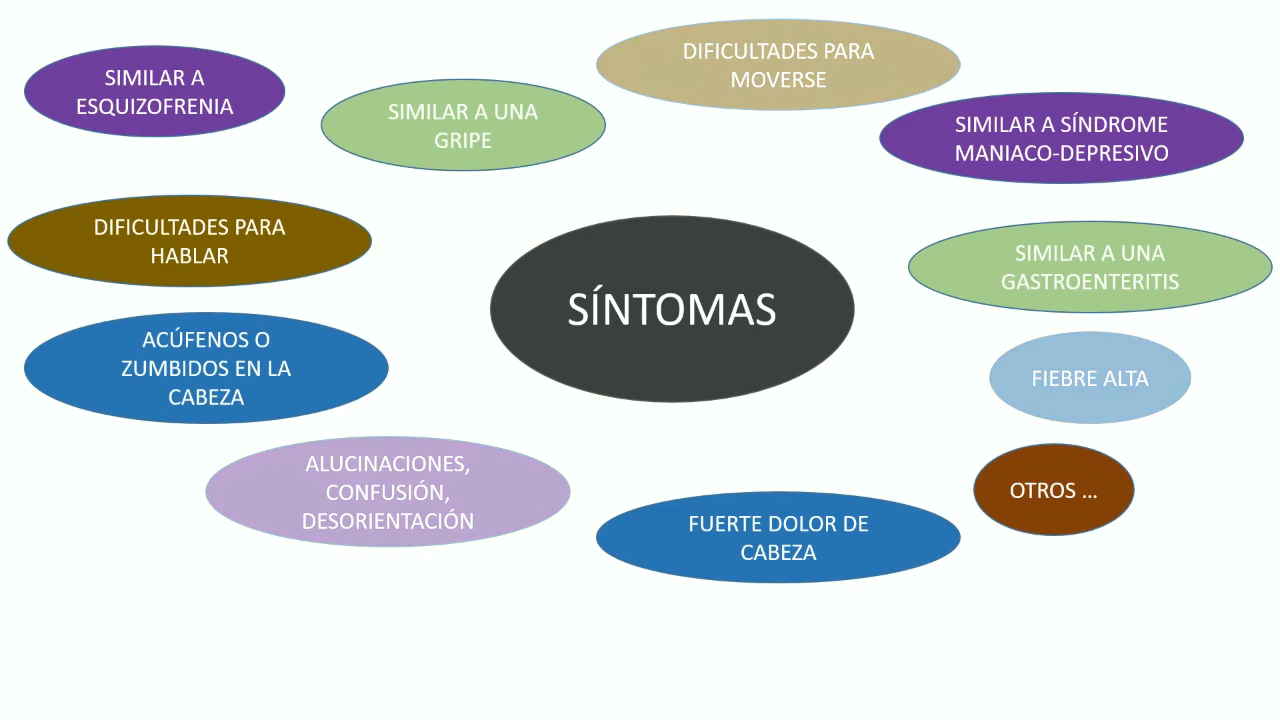 SIMILAR A
ESQUIZOFRENIA
SIMILAR A UNA
GRIPE
DIFICULTADES PARA
MOVERSE
SIMILAR A SÍNDROME
MANIACO-DEPRESIVO
DIFICULTADES PARA
HABLAR
SÍNTOMAS
SIMILAR A UNA
GASTROENTERITIS
ACÚFENOS O
ZUMBIDOS EN LA
CABEZA
FIEBRE ALTA
ALUCINACIONES,
CONFUSIÓN,
DESORIENTACIÓN
FUERTE DOLOR DE
CABEZA
OTROS ...